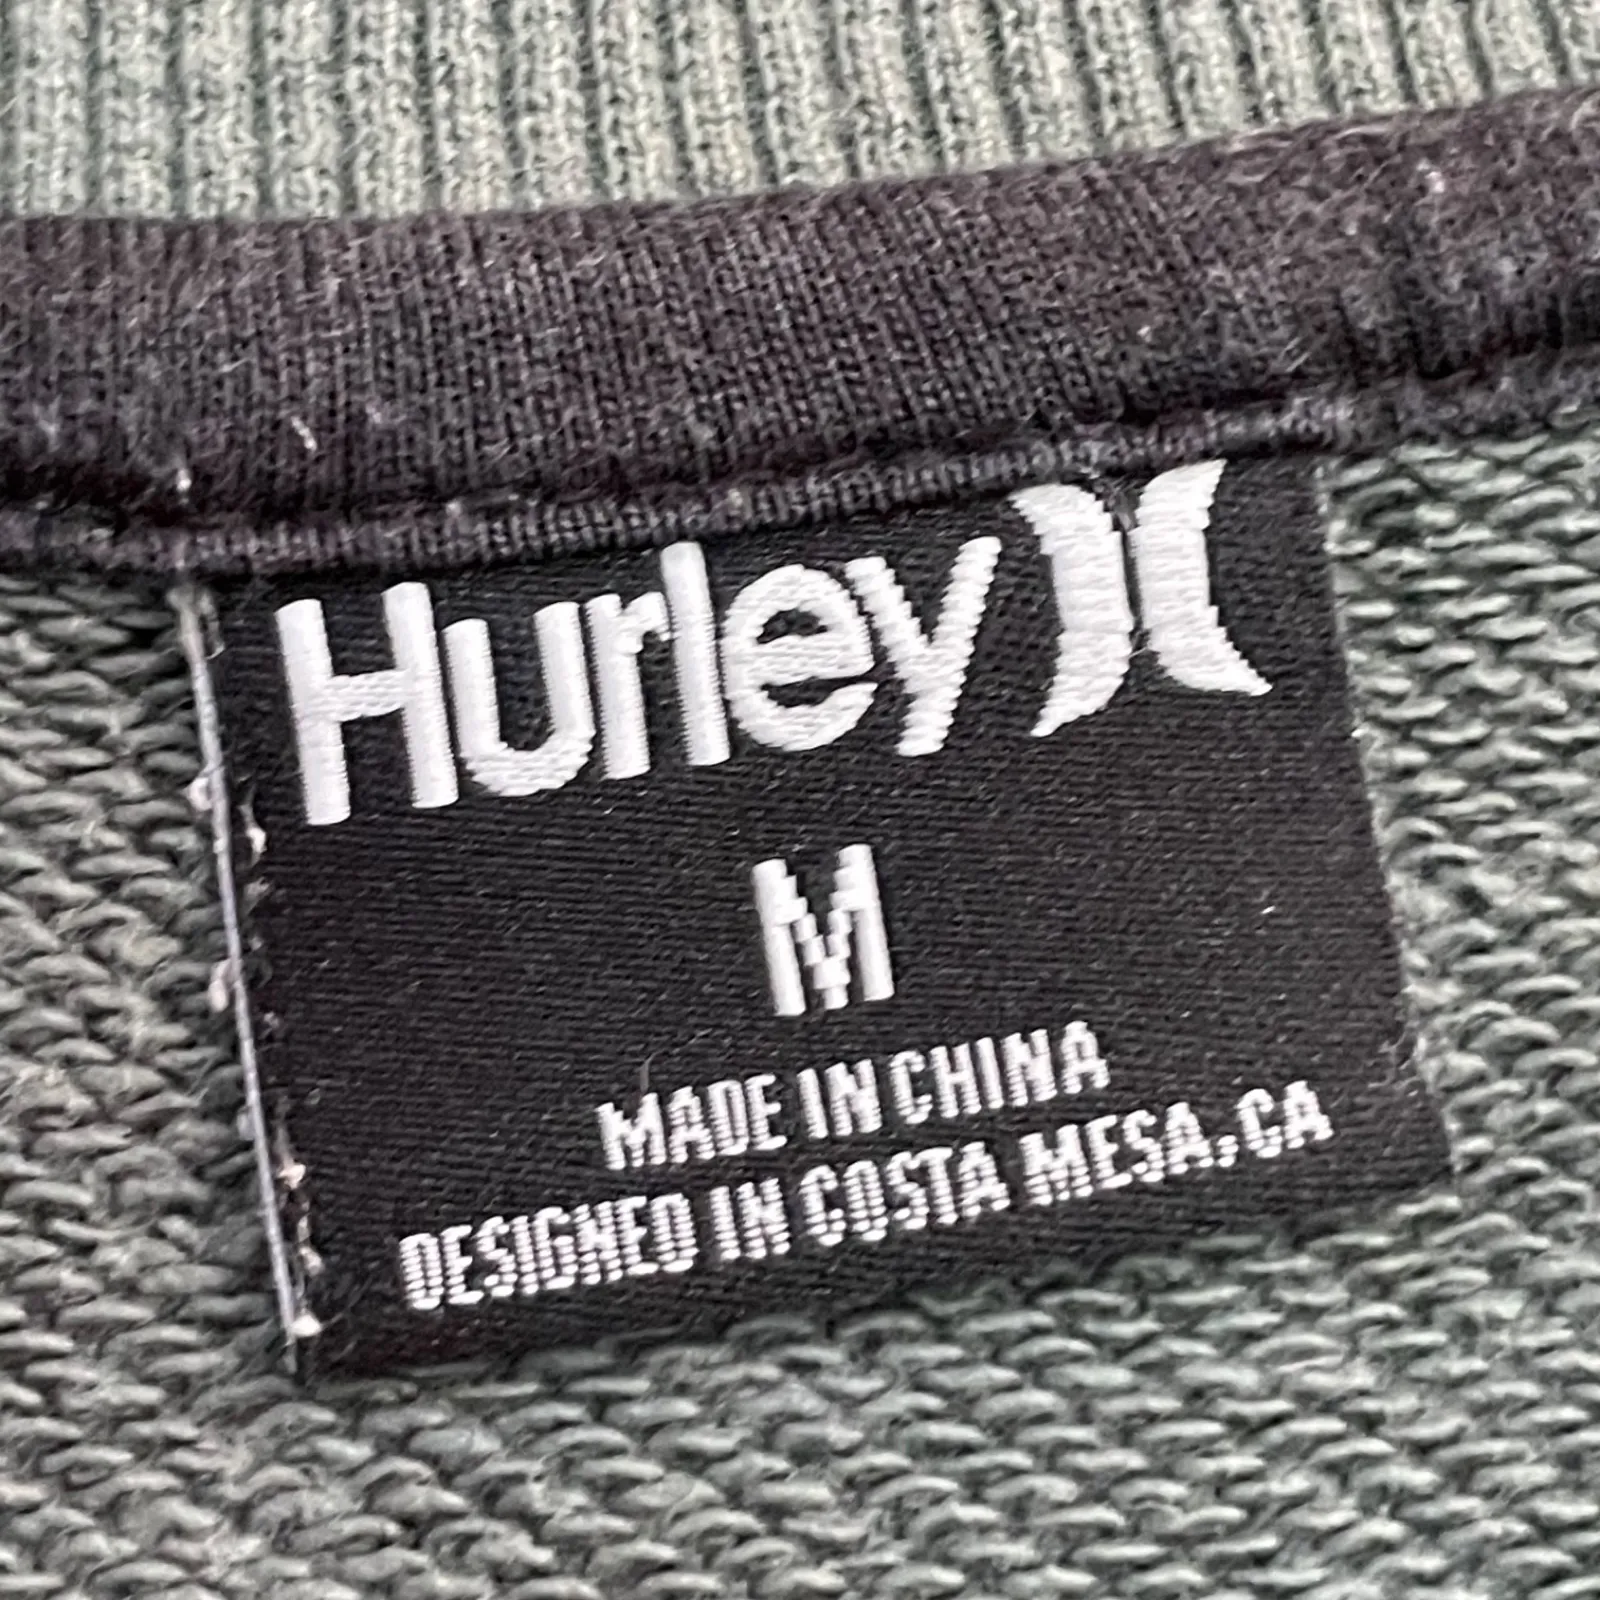 Hurley
M
MADE IN CHINA
DESIGNED IN COSTA MESA, CA